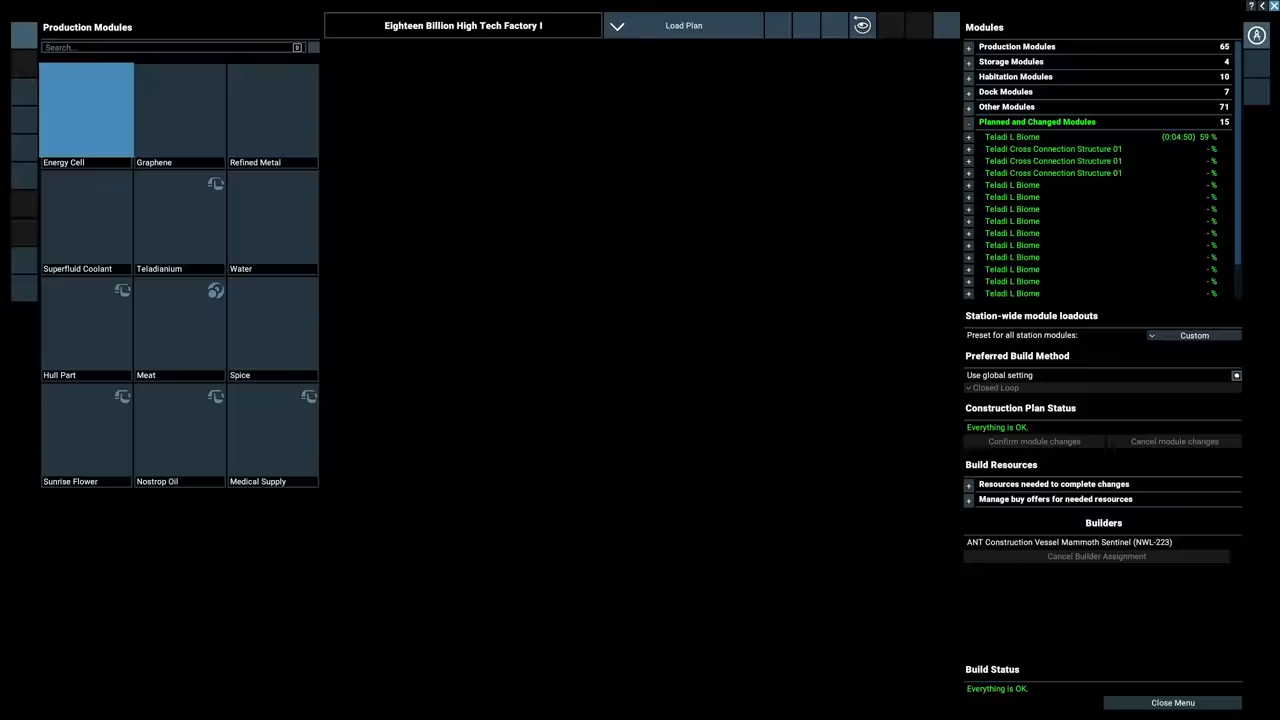 Production Modules
Search...
Energy Cell
Graphene
Refined Metal
Superfluid Coolant
Teladianium
Water
Hull Part
Meat
Spice
Sunrise Flower
Nostrop Oil
Medical Supply
Eighteen Billion High Tech Factory I
Load Plan
? < X
Modules
+ Production Modules 65
+ Storage Modules 4
+ Habitation Modules 10
+ Dock Modules 7
+ Other Modules 71
- Planned and Changed Modules 15
+ Teladi L Biome (0:04:50) 59 %
+ Teladi Cross Connection Structure 01 - %
+ Teladi Cross Connection Structure 01 - %
+ Teladi Cross Connection Structure 01 - %
+ Teladi L Biome - %
+ Teladi L Biome - %
+ Teladi L Biome - %
+ Teladi L Biome - %
+ Teladi L Biome - %
+ Teladi L Biome - %
+ Teladi L Biome - %
+ Teladi L Biome - %
+ Teladi L Biome - %
+ Teladi L Biome - %
Station-wide module loadouts
Preset for all station modules: Custom
Preferred Build Method
Use global setting
Closed Loop
Construction Plan Status
Everything is OK.
Confirm module changes
Cancel module changes
Build Resources
+ Resources needed to complete changes
+ Manage buy offers for needed resources
Builders
ANT Construction Vessel Mammoth Sentinel (NWL-223)
Cancel Builder Assignment
Build Status
Everything is OK.
Close Menu